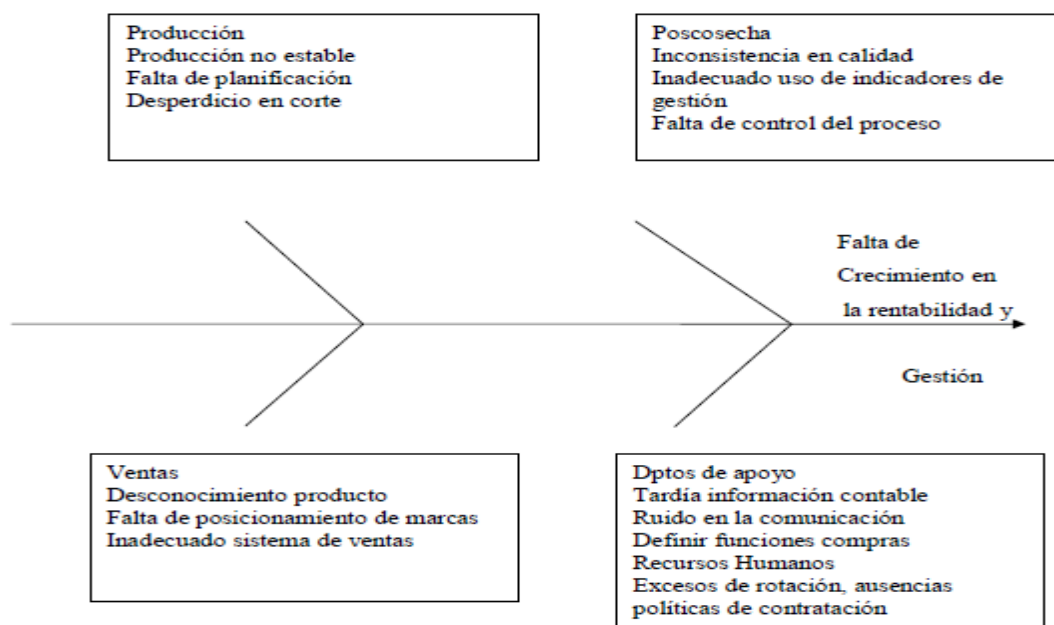 Producción
Producción no estable
Falta de planificación
Desperdicio en corte
Poscosecha
Inconsistencia en calidad
Inadecuado uso de indicadores de
gestión
Falta de control del proceso
Falta de
Crecimiento en
la rentabilidad y
Gestión
Ventas
Desconocimiento producto
Falta de posicionamiento de marcas
Inadecuado sistema de ventas
Dptos de apoyo
Tardía información contable
Ruido en la comunicación
Definir funciones compras
Recursos Humanos
Excesos de rotación, ausencias
políticas de contratación